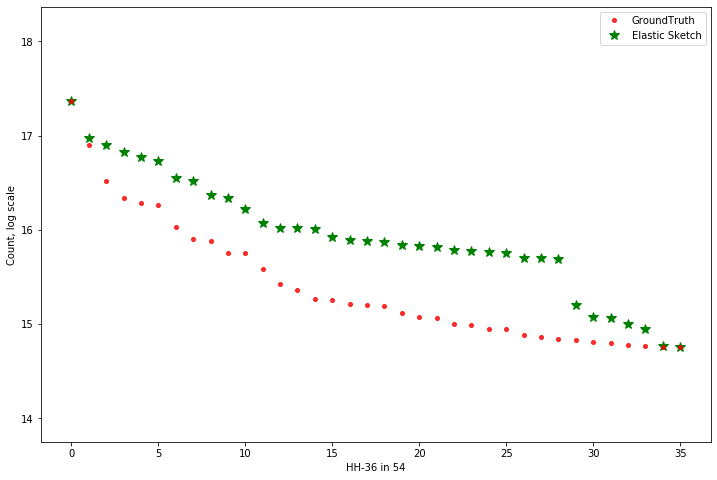 GroundTruth
Elastic Sketch
Count, log scale
18
17
16
15
14
0 5 10 15 20 25 30 35
HH-36 in 54